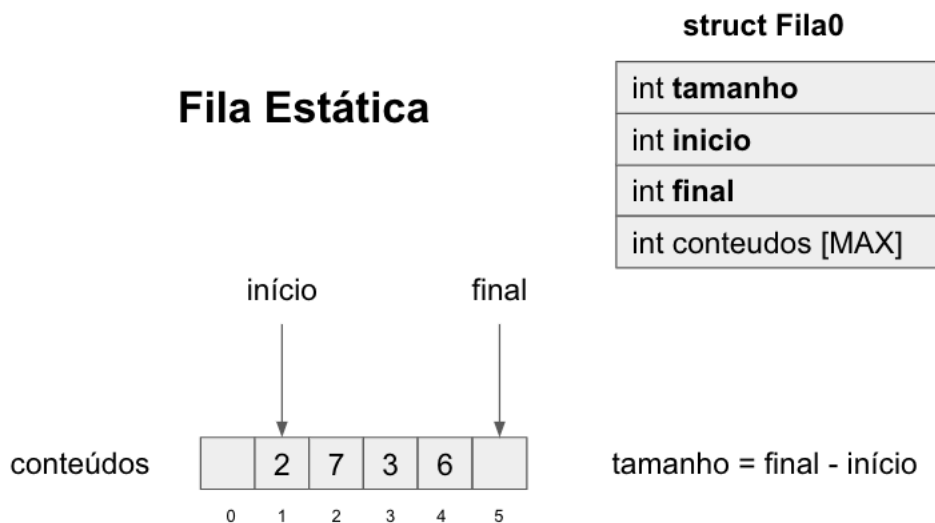 struct Fila0
Fila Estática
int tamanho
int inicio
int final
int conteudos [MAX]
início final
conteúdos 2 7 3 6 tamanho = final - início
0 1 2 3 4 5